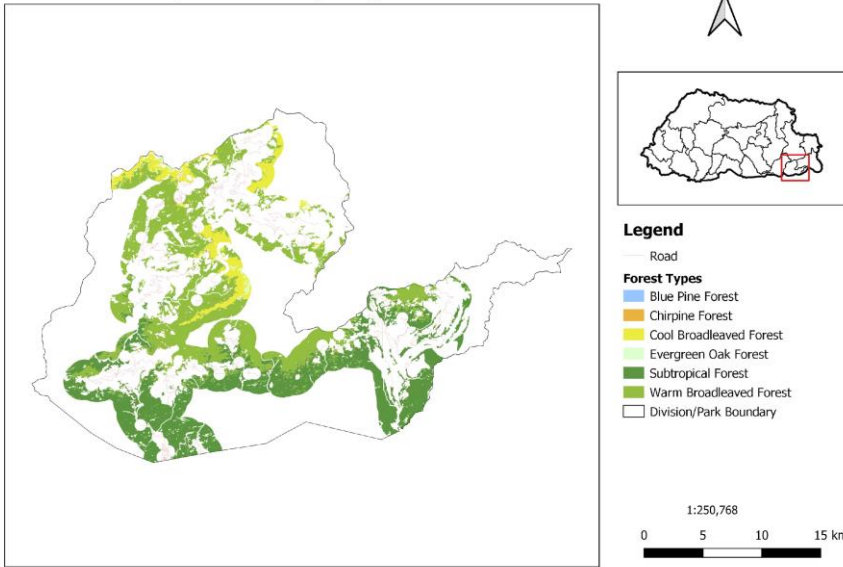 Legend
Road
Forest Types
Blue Pine Forest
Chirpine Forest
Cool Broadleaved Forest
Evergreen Oak Forest
Subtropical Forest
Warm Broadleaved Forest
Division/Park Boundary
1:250,768
0 5 10 15 km